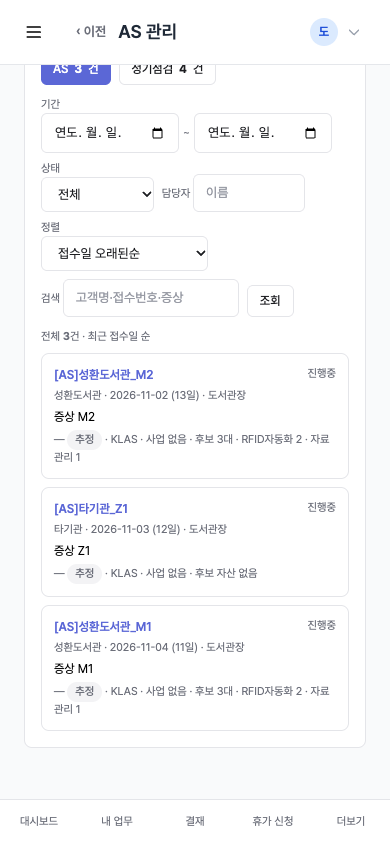 ‹ 이전 AS 관리 도
AS 3 건 정기점검 4 건
기간
연도. 월. 일. ~ 연도. 월. 일.
상태
전체 담당자 이름
정렬
접수일 오래된순
검색 고객명·접수번호·증상 조회
전체 3건 · 최근 접수일 순
[AS]성환도서관_M2 진행중
성환도서관 · 2026-11-02 (13일) · 도서관장
증상 M2
— 추정 · KLAS · 사업 없음 · 후보 3대 · RFID자동화 2 · 자료
관리 1
[AS]타기관_Z1 진행중
타기관 · 2026-11-03 (12일) · 도서관장
증상 Z1
— 추정 · KLAS · 사업 없음 · 후보 자산 없음
[AS]성환도서관_M1 진행중
성환도서관 · 2026-11-04 (11일) · 도서관장
증상 M1
— 추정 · KLAS · 사업 없음 · 후보 3대 · RFID자동화 2 · 자료
관리 1
대시보드 내 업무 결재 휴가 신청 더보기